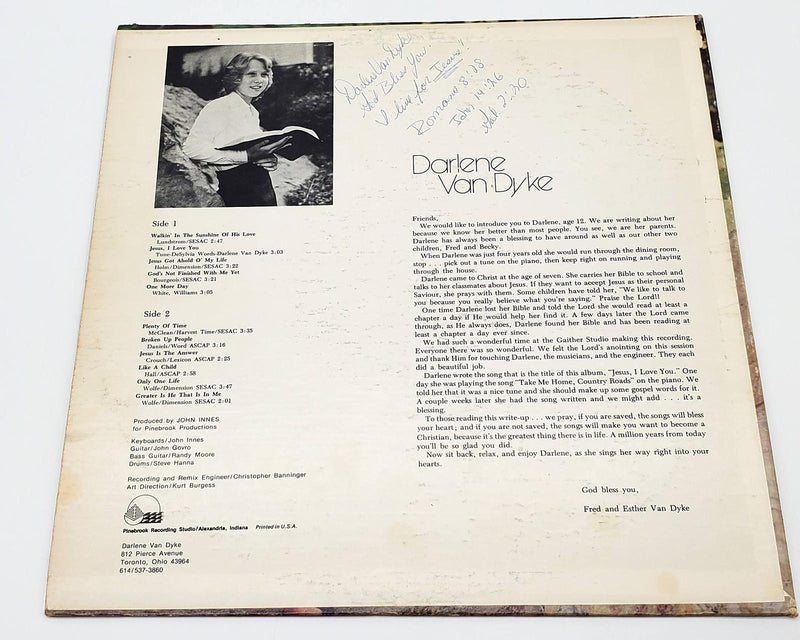 Darlene Van Dyke
God Bless You
I live for Jesus!
Romans 8:28
John 14:26
Gal 2:20
Darlene
Van Dyke
Side 1
Walkin' In The Sunshine Of His Love
Lundstrom/SESAC 2:47
Jesus, I Love You
Tune-DeSylvia Words-Darlene Van Dyke 3:03
Jesus Got Ahold O' My Life
Holm/Dimension/SESAC 3:22
God's Not Finished With Me Yet
Bourgeois/SESAC 3:21
One More Day
White, Williams 3:05
Side 2
Plenty Of Time
McClean/Harvest Time/SESAC 3:35
Broken Up People
Daniels/Word ASCAP 3:16
Jesus Is The Answer
Crouch/Lexicon ASCAP 2:25
Like A Child
Hall/ASCAP 2:58
Only One Life
Wolfe/Dimension SESAC 3:47
Greater Is He That Is In Me
Wolfe/Dimension SESAC 2:01
Produced by JOHN INNES
for Pinebrook Productions
Keyboards/John Innes
Guitar/John Govro
Bass Guitar/Randy Moore
Drums/Steve Hanna
Recording and Remix Engineer/Christopher Banninger
Art Direction/Kurt Burgess
Pinebrook Recording Studio/Alexandria, Indiana Printed in U.S.A.
Darlene Van Dyke
812 Pierce Avenue
Toronto, Ohio 43964
614/537-3860
Friends,
We would like to introduce you to Darlene, age 12. We are writing about her
because we know her better than most people. You see, we are her parents.
Darlene has always been a blessing to have around as well as our other two
children, Fred and Becky.
When Darlene was just four years old she would run through the dining room,
stop . . . pick out a tune on the piano, then keep right on running and playing
through the house.
Darlene came to Christ at the age of seven. She carries her Bible to school and
talks to her classmates about Jesus. If they want to accept Jesus as their personal
Saviour, she prays with them. Some children have told her, "We like to talk to
you because you really believe what you're saying." Praise the Lord!!
One time Darlene lost her Bible and told the Lord she would read at least a
chapter a day if He would help her find it. A few days later the Lord came
through, as He always does, Darlene found her Bible and has been reading at
least a chapter a day ever since.
We had such a wonderful time at the Gaither Studio making this recording.
Everyone there was so wonderful. We felt the Lord's anointing on this session
and thank Him for touching Darlene, the musicians, and the engineer. They each
did a beautiful job.
Darlene wrote the song that is the title of this album, "Jesus, I Love You." One
day she was playing the song "Take Me Home, Country Roads" on the piano. We
told her that it was a nice tune and she should make up some gospel words for it.
A couple weeks later she had the song written and we might add . . . it's a
blessing.
To those reading this write-up . . . we pray, if you are saved, the songs will bless
your heart; and if you are not saved, the songs will make you want to become a
Christian, because it's the greatest thing there is in life. A million years from today
you'll be so glad you did.
Now sit back, relax, and enjoy Darlene, as she sings her way right into your
hearts.
God bless you,
Fred and Esther Van Dyke